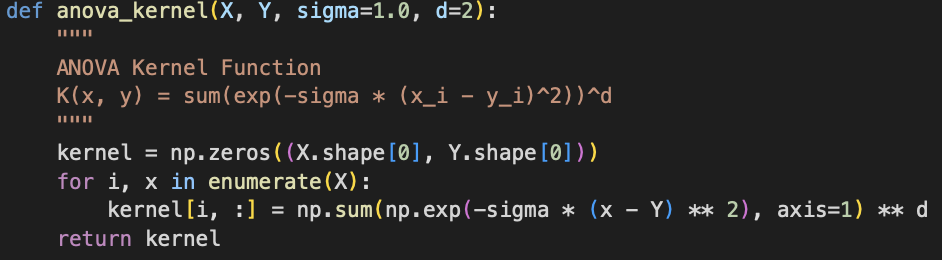 def anova_kernel(X, Y, sigma=1.0, d=2):
    """
    ANOVA Kernel Function
    K(x, y) = sum(exp(-sigma * (x_i - y_i)^2))^d
    """
    kernel = np.zeros((X.shape[0], Y.shape[0]))
    for i, x in enumerate(X):
        kernel[i, :] = np.sum(np.exp(-sigma * (x - Y) ** 2), axis=1) ** d
    return kernel